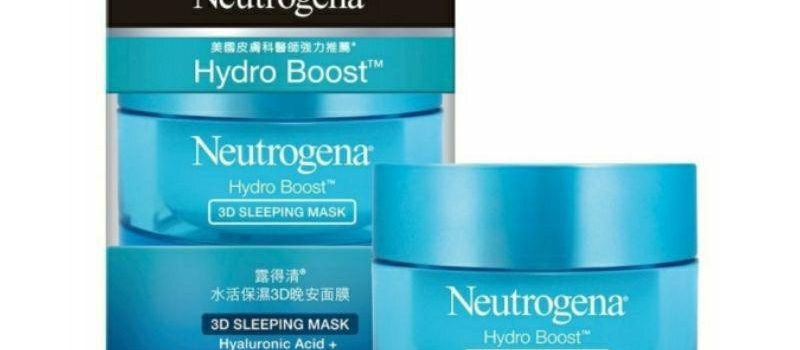 Neutrogena
美國皮膚科醫師強力推薦*
Hydro Boost™
Neutrogena®
Hydro Boost™
3D SLEEPING MASK
露得清®
水活保濕3D晚安面膜
3D SLEEPING MASK
Hyaluronic Acid +
Neutrogena®
Hydro Boost™